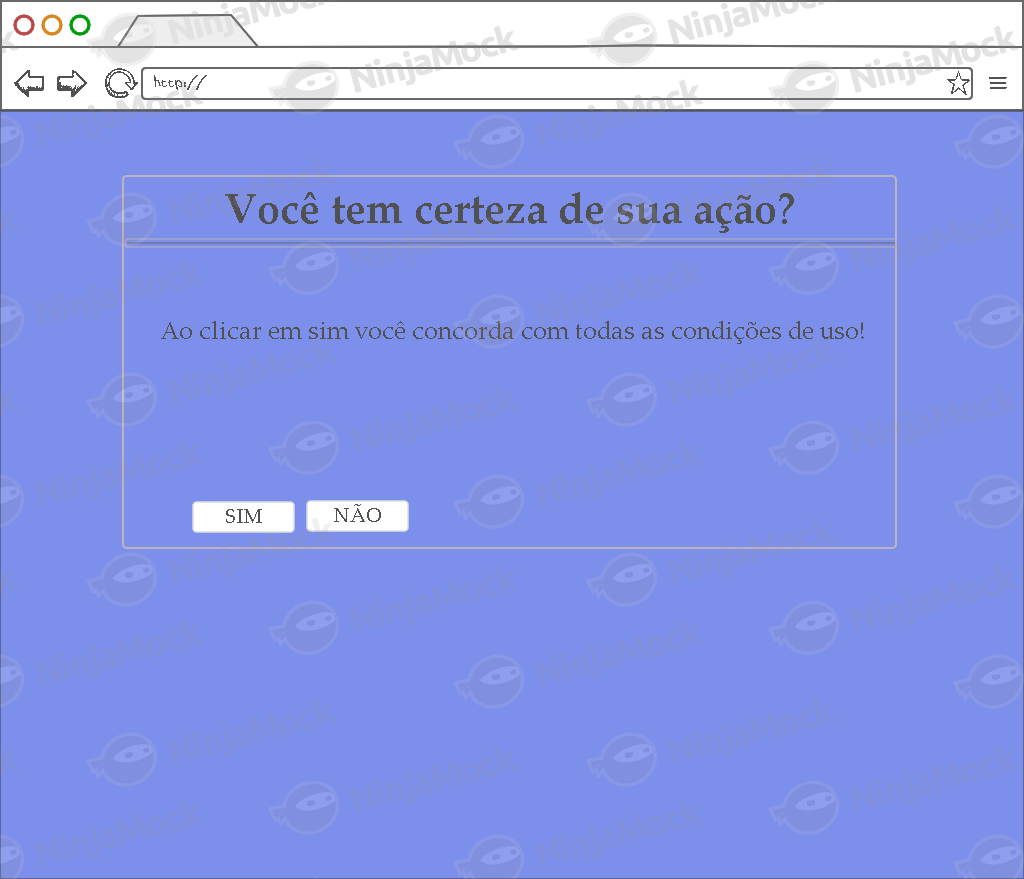 http://
Você tem certeza de sua ação?
Ao clicar em sim você concorda com todas as condições de uso!
SIM NÃO
NinjaMock